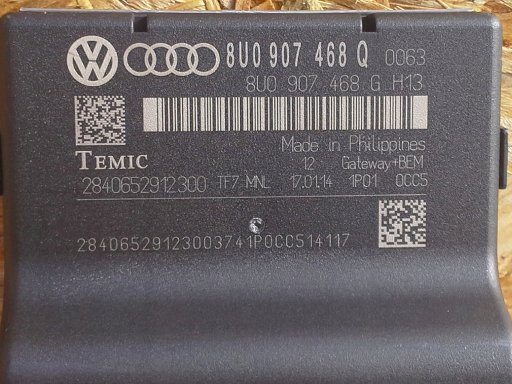 8U0 907 468 Q 0063
8U0 907 468 G H13
TEMIC
Made in Philippines
12 Gateway+BEM
2840652912300 TF7 MNL 17.01.14 1P01 0CC5
28406529123003741P0CC514117